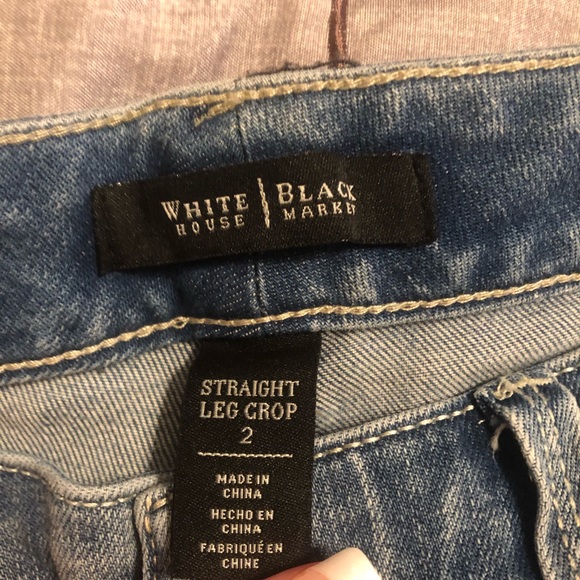 WHITE | BLACK
HOUSE MARKET
STRAIGHT
LEG CROP
2
MADE IN
CHINA
HECHO EN
CHINA
FABRIQUÉ EN
CHINE